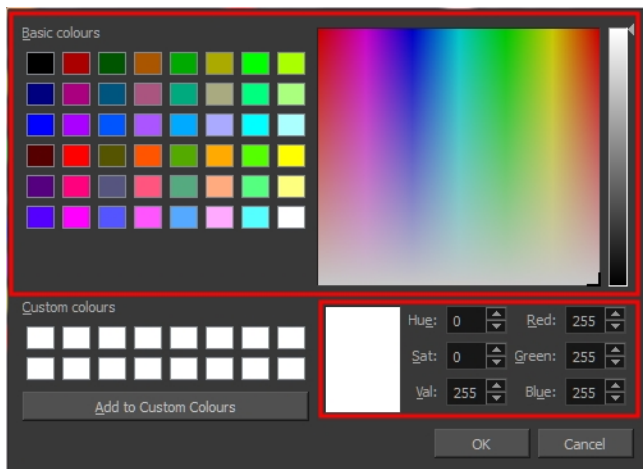 Basic colours
Custom colours
Add to Custom Colours
Hue: 0 Red: 255
Sat: 0 Green: 255
Val: 255 Blue: 255
OK Cancel